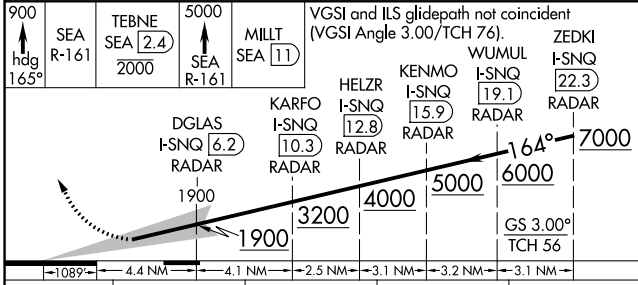 900
hdg
165°
SEA
R-161
TEBNE
SEA 2.4
2000
5000
SEA
R-161
MILLT
SEA 11
VGSI and ILS glidepath not coincident
(VGSI Angle 3.00/TCH 76).
ZEDKI
I-SNQ
22.3
RADAR
WUMUL
I-SNQ
19.1
RADAR
KENMO
I-SNQ
15.9
RADAR
HELZR
I-SNQ
12.8
RADAR
KARFO
I-SNQ
10.3
RADAR
DGLAS
I-SNQ 6.2
RADAR
1900
164°
7000
6000
5000
4000
3200
1900
GS 3.00°
TCH 56
1089'
4.4 NM
4.1 NM
2.5 NM
3.1 NM
3.2 NM
3.1 NM